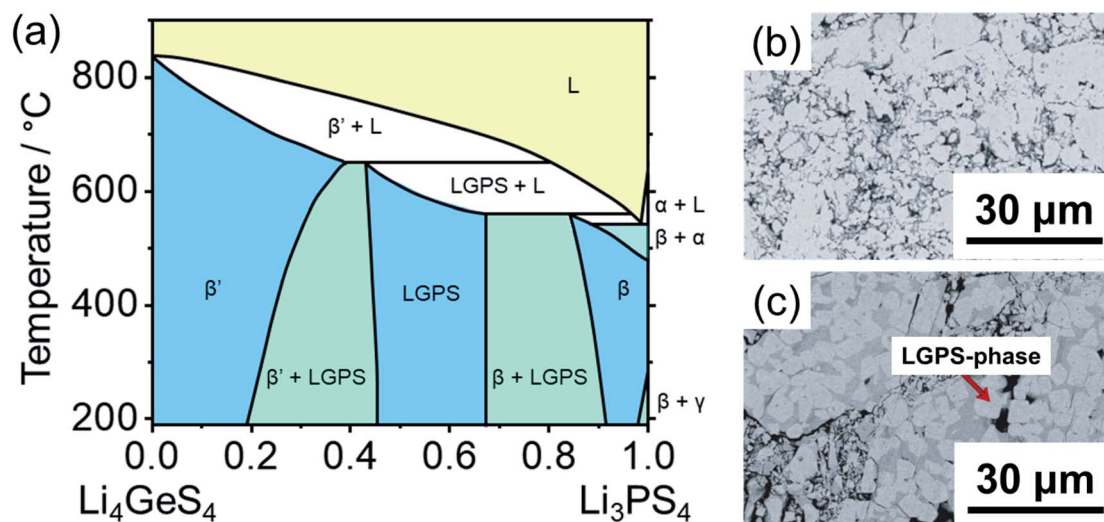 (a)
Temperature / °C
800
600
400
200
L
β' + L
LGPS + L
α + L
β + α
β'
LGPS
β
β' + LGPS
β + LGPS
β + γ
0.0 0.2 0.4 0.6 0.8 1.0
Li₄GeS₄ Li₃PS₄
(b)
30 μm
(c)
LGPS-phase
30 μm